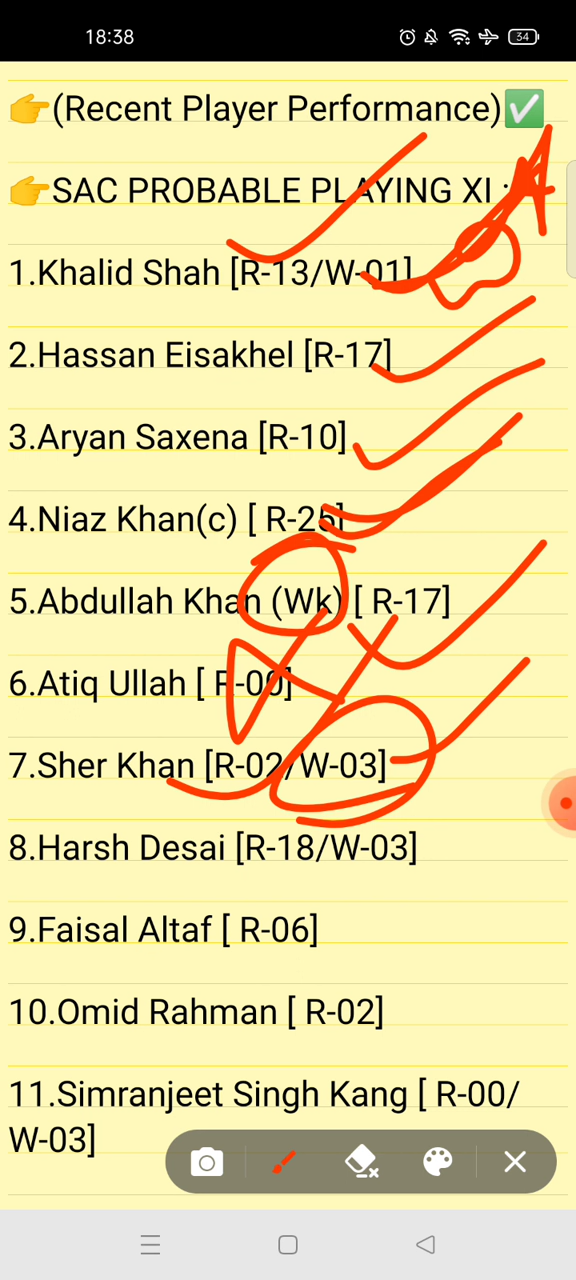 18:38
34
👉(Recent Player Performance)✅
👉SAC PROBABLE PLAYING XI :
1.Khalid Shah [R-13/W-01]
2.Hassan Eisakhel [R-17]
3.Aryan Saxena [R-10]
4.Niaz Khan(c) [ R-25]
5.Abdullah Khan (Wk) [ R-17]
6.Atiq Ullah [ R-00]
7.Sher Khan [R-02/W-03]
8.Harsh Desai [R-18/W-03]
9.Faisal Altaf [ R-06]
10.Omid Rahman [ R-02]
11.Simranjeet Singh Kang [ R-00/
W-03]